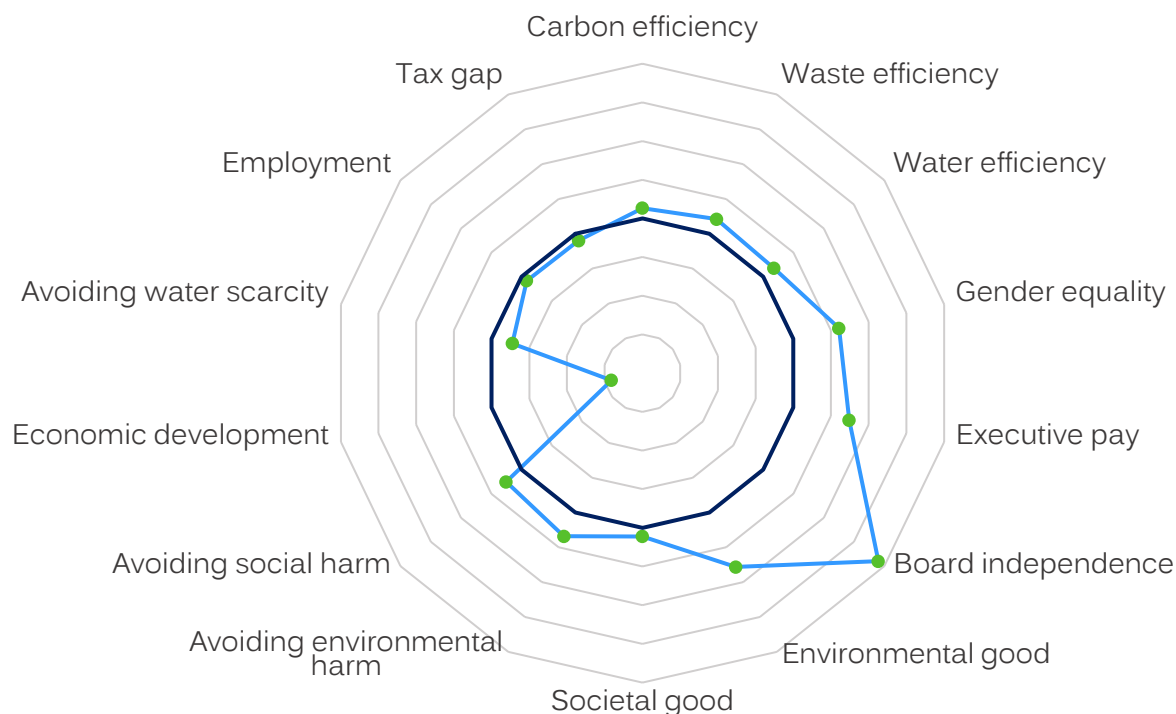 Carbon efficiency
Tax gap
Waste efficiency
Employment
Water efficiency
Avoiding water scarcity
Gender equality
Economic development
Executive pay
Avoiding social harm
Board independence
Avoiding environmental
harm
Environmental good
Societal good